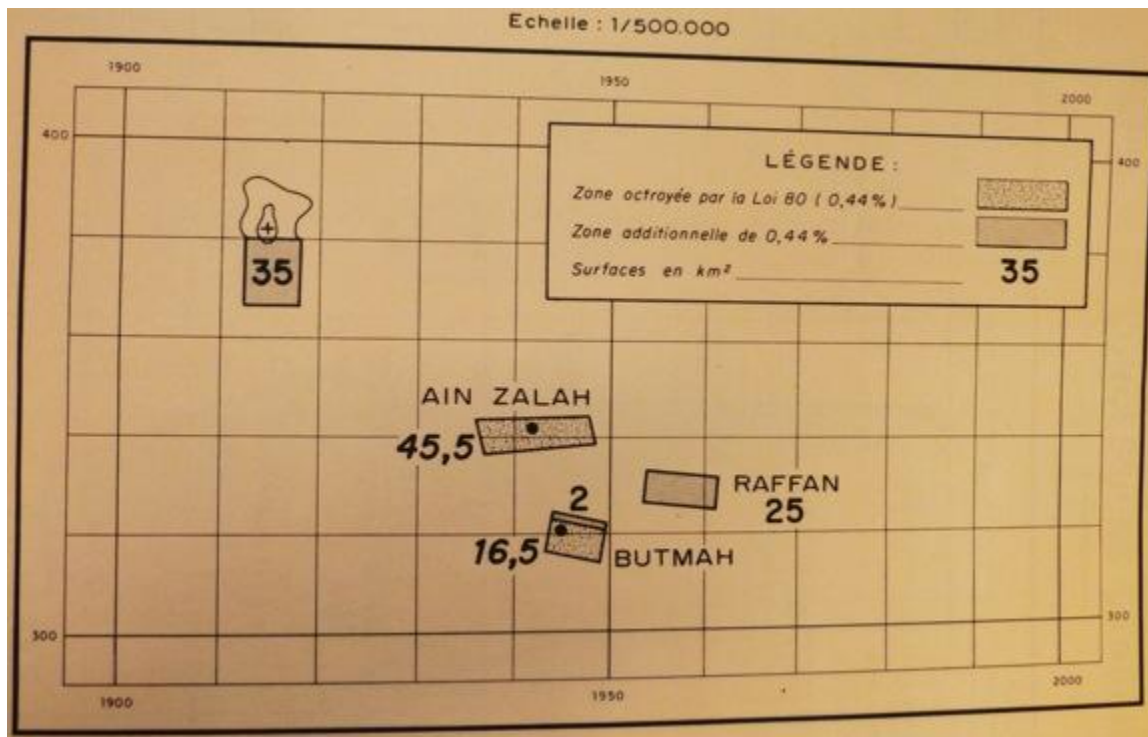 Echelle : 1/500.000
1900
1950
2000
400
400
LÉGENDE :
Zone octroyée par la Loi 80 ( 0,44%)
Zone additionnelle de 0,44%
Surfaces en km² 35
35
AIN ZALAH
45,5
RAFFAN
25
2
16,5
BUTMAH
300
300
1900
1950
2000